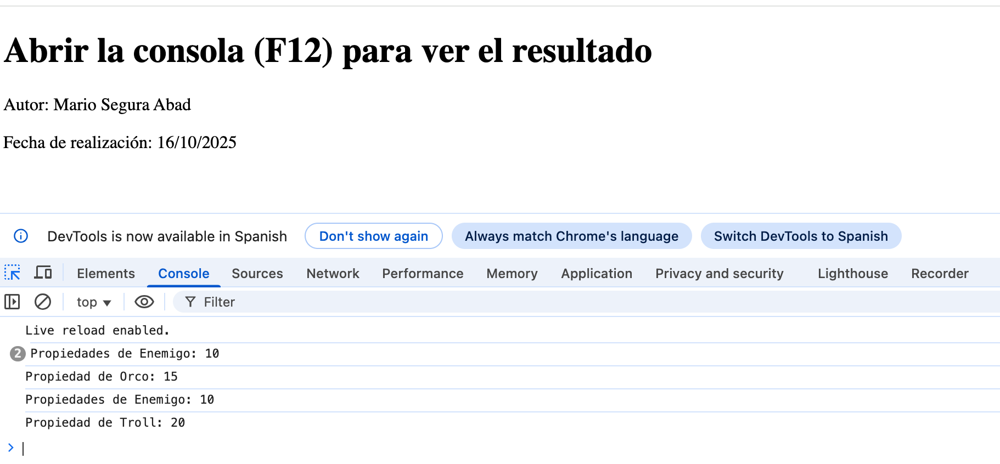 Abrir la consola (F12) para ver el resultado
Autor: Mario Segura Abad
Fecha de realización: 16/10/2025
DevTools is now available in Spanish Don't show again Always match Chrome's language Switch DevTools to Spanish
Elements Console Sources Network Performance Memory Application Privacy and security Lighthouse Recorder
top Filter
Live reload enabled.
2 Propiedades de Enemigo: 10
Propiedad de Orco: 15
Propiedades de Enemigo: 10
Propiedad de Troll: 20